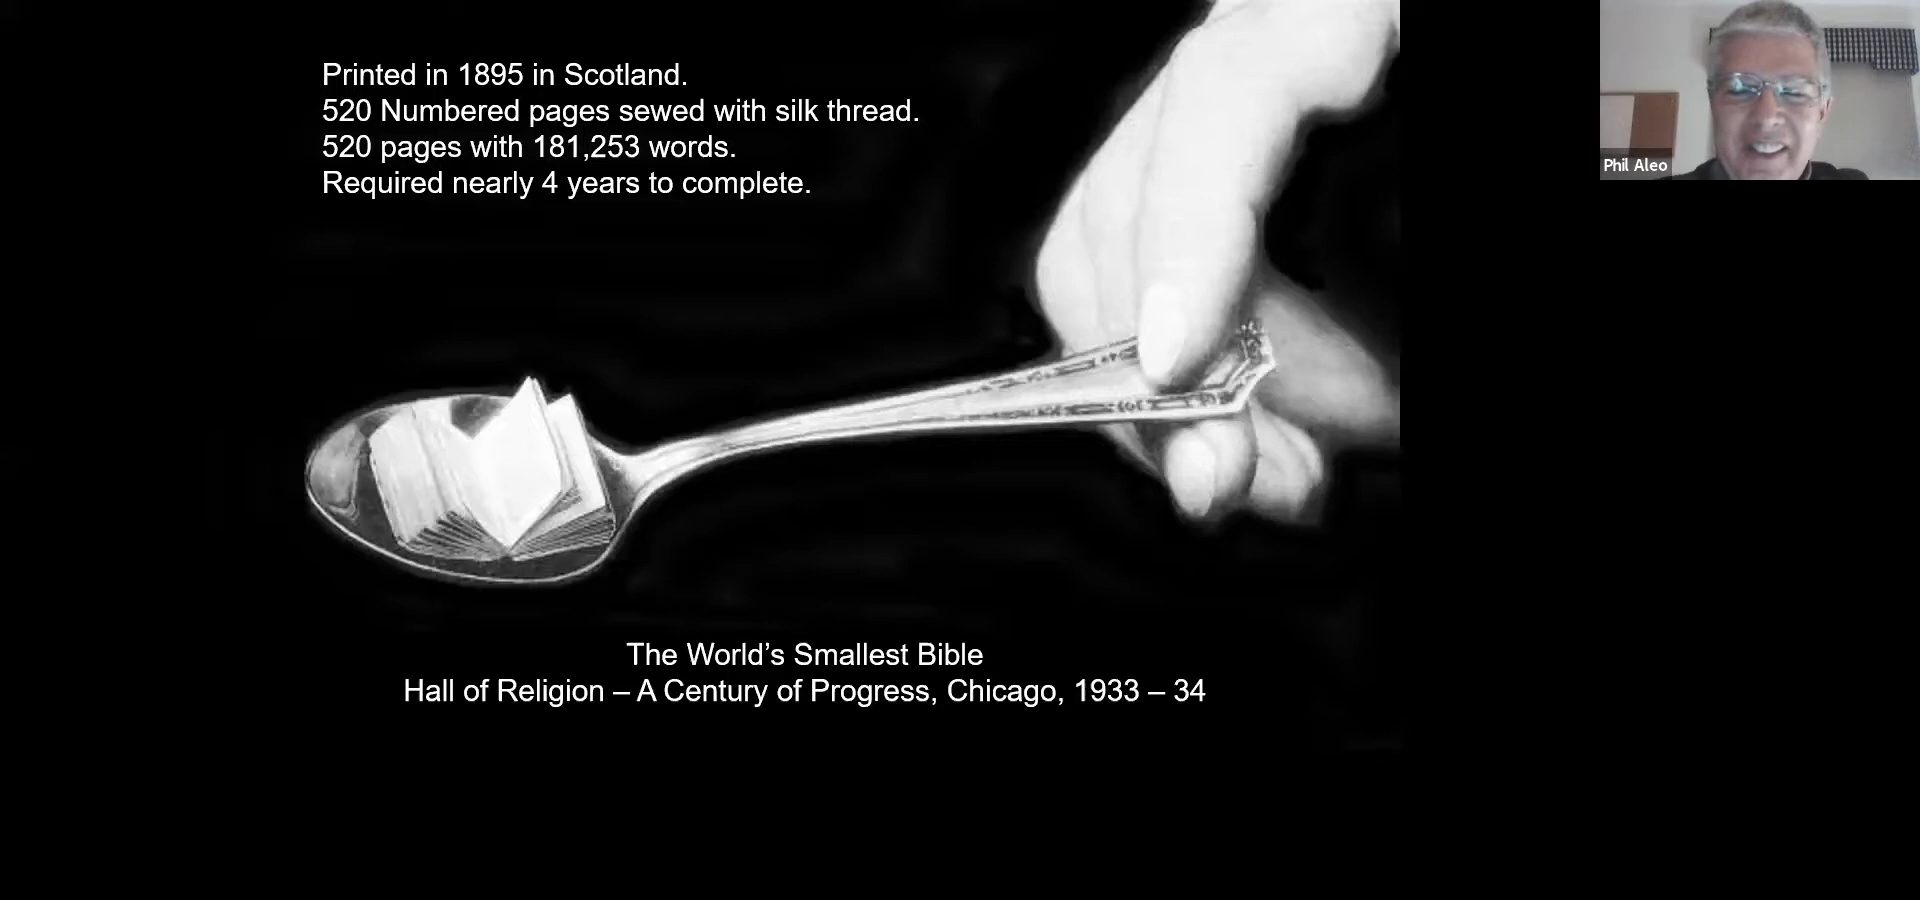 Printed in 1895 in Scotland.
520 Numbered pages sewed with silk thread.
520 pages with 181,253 words.
Required nearly 4 years to complete.
Phil Aleo
The World’s Smallest Bible
Hall of Religion – A Century of Progress, Chicago, 1933 – 34